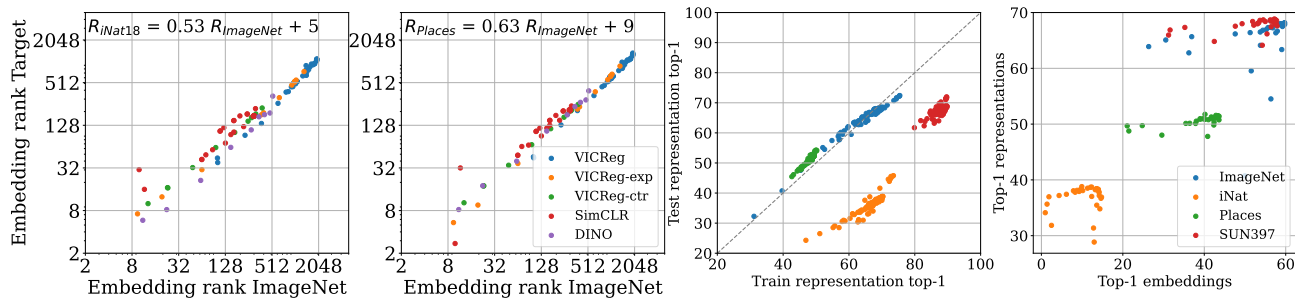 R_iNat18 = 0.53 R_ImageNet + 5
Embedding rank Target
2048
512
128
32
8
2
2 8 32 128 512 2048
Embedding rank ImageNet
R_Places = 0.63 R_ImageNet + 9
2048
512
128
32
8
2
VICReg
VICReg-exp
VICReg-ctr
SimCLR
DINO
2 8 32 128 512 2048
Embedding rank ImageNet
Test representation top-1
100
90
80
70
60
50
40
30
20
20 40 60 80 100
Train representation top-1
Top-1 representations
70
60
50
40
30
ImageNet
iNat
Places
SUN397
0 20 40 60
Top-1 embeddings